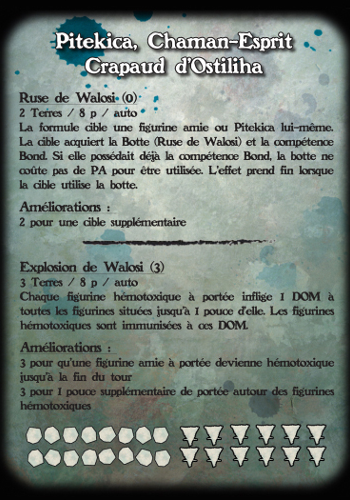 Pitekica, Chaman-Esprit
Crapaud d'Ostiliha
Ruse de Walosi (0)
2 Terres / 8 p / auto
La formule cible une figurine amie ou Pitekica lui-même.
La cible acquiert la Botte (Ruse de Walosi) et la compétence
Bond. Si elle possédait déjà la compétence Bond, la botte ne
coûte pas de PA pour être utilisée. L'effet prend fin lorsque
la cible utilise la botte.
Améliorations :
2 pour une cible supplémentaire
Explosion de Walosi (3)
3 Terres / 8 p / auto
Chaque figurine hémotoxique à portée inflige 1 DOM à
toutes les figurines situées jusqu'à 1 pouce d'elle. Les figurines
hémotoxiques sont immunisées à ces DOM.
Améliorations :
3 pour qu'une figurine amie à portée devienne hémotoxique
jusqu'à la fin du tour
3 pour 1 pouce supplémentaire de portée autour des figurines
hémotoxiques